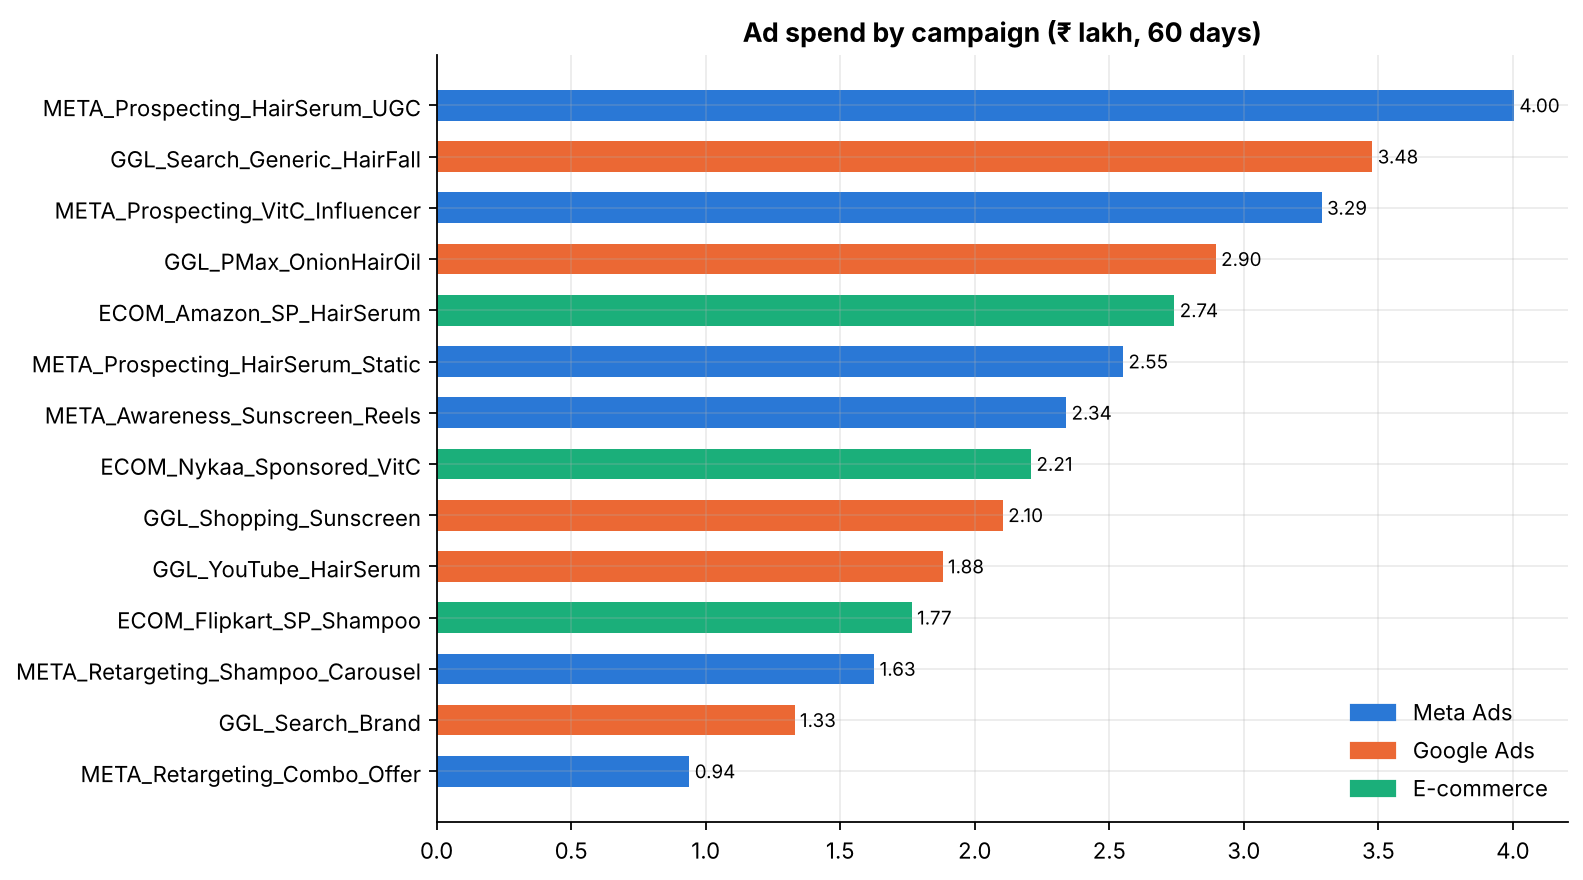 Ad spend by campaign (₹ lakh, 60 days)
META_Prospecting_HairSerum_UGC 4.00
GGL_Search_Generic_HairFall 3.48
META_Prospecting_VitC_Influencer 3.29
GGL_PMax_OnionHairOil 2.90
ECOM_Amazon_SP_HairSerum 2.74
META_Prospecting_HairSerum_Static 2.55
META_Awareness_Sunscreen_Reels 2.34
ECOM_Nykaa_Sponsored_VitC 2.21
GGL_Shopping_Sunscreen 2.10
GGL_YouTube_HairSerum 1.88
ECOM_Flipkart_SP_Shampoo 1.77
META_Retargeting_Shampoo_Carousel 1.63
GGL_Search_Brand 1.33
META_Retargeting_Combo_Offer 0.94
Meta Ads
Google Ads
E-commerce
0.0 0.5 1.0 1.5 2.0 2.5 3.0 3.5 4.0